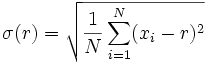 σ(r) = √(1/N ∑_{i=1}^{N} (x_i − r)²)